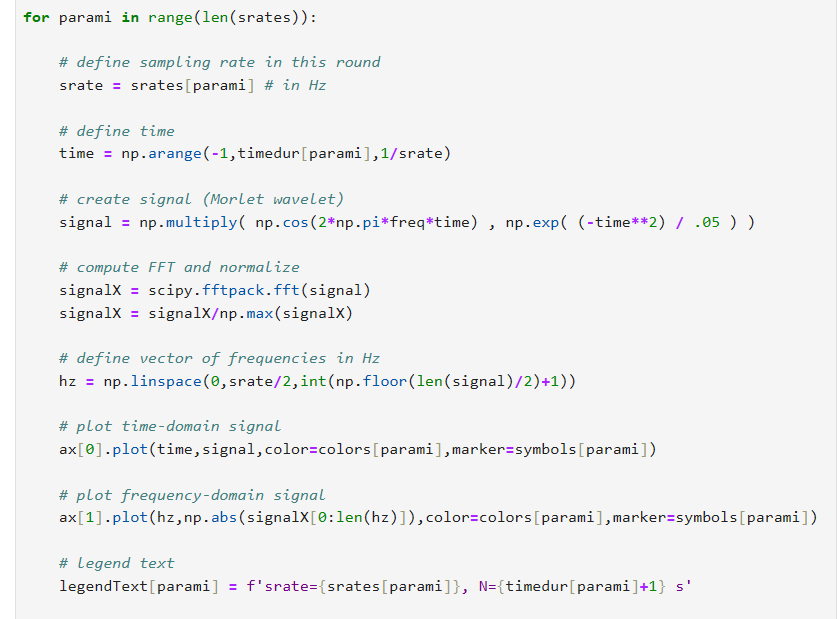 for parami in range(len(srates)):
# define sampling rate in this round
srate = srates[parami] # in Hz
# define time
time = np.arange(-1,timedur[parami],1/srate)
# create signal (Morlet wavelet)
signal = np.multiply( np.cos(2*np.pi*freq*time) , np.exp( (-time**2) / .05 ) )
# compute FFT and normalize
signalX = scipy.fftpack.fft(signal)
signalX = signalX/np.max(signalX)
# define vector of frequencies in Hz
hz = np.linspace(0,srate/2,int(np.floor(len(signal)/2)+1))
# plot time-domain signal
ax[0].plot(time,signal,color=colors[parami],marker=symbols[parami])
# plot frequency-domain signal
ax[1].plot(hz,np.abs(signalX[0:len(hz)]),color=colors[parami],marker=symbols[parami])
# legend text
legendText[parami] = f'srate={srates[parami]}, N={timedur[parami]+1} s'